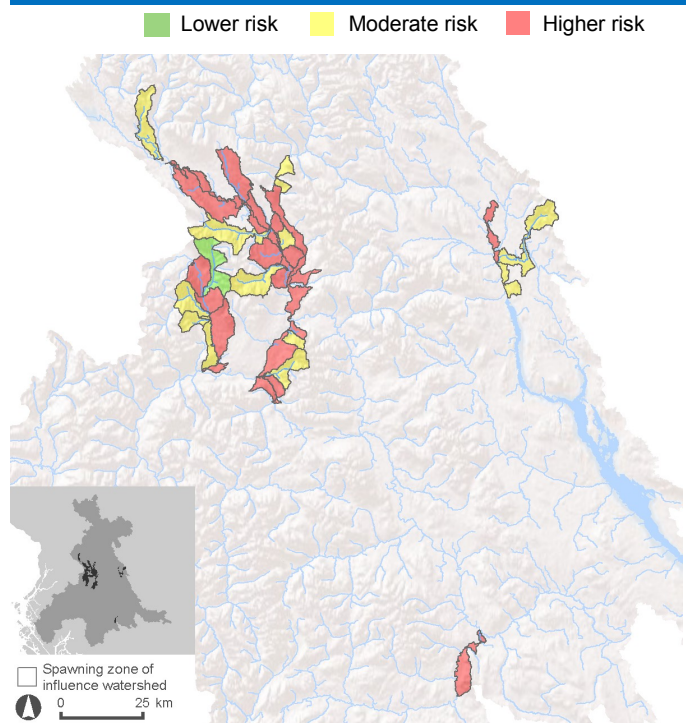 Lower risk Moderate risk Higher risk
Spawning zone of
influence watershed
0 25 km